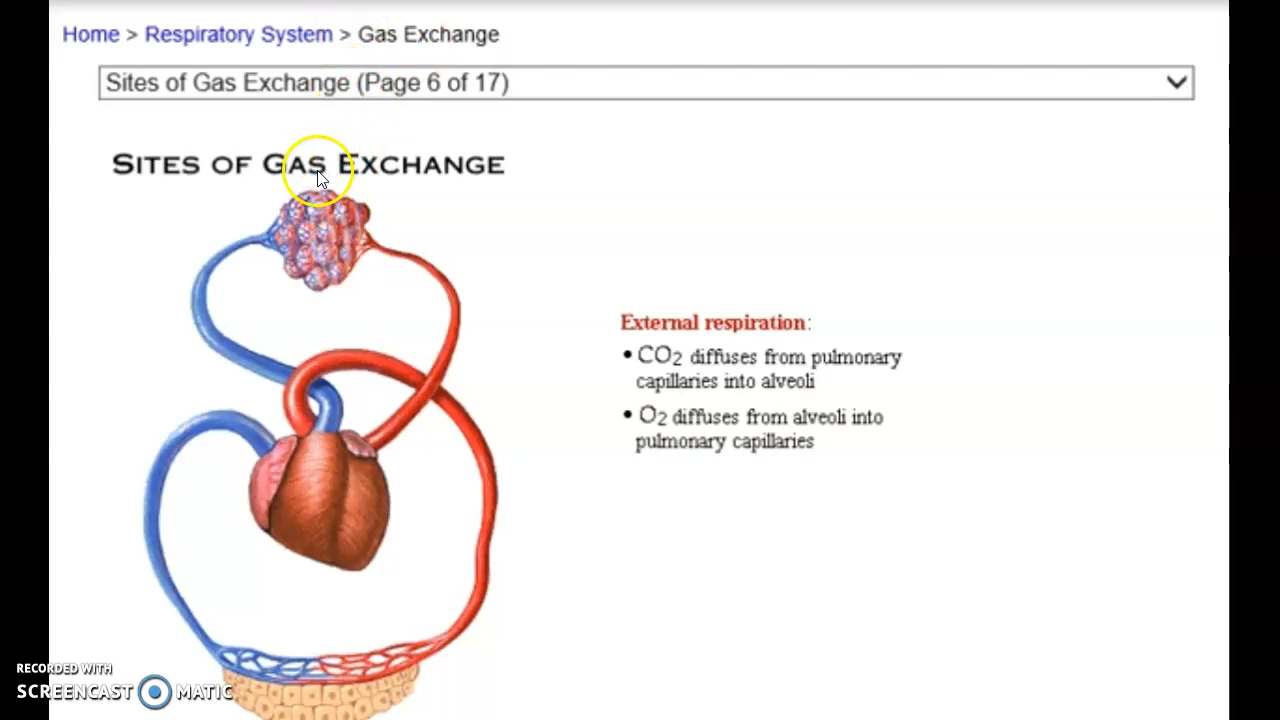 Home > Respiratory System > Gas Exchange
Sites of Gas Exchange (Page 6 of 17)
SITES OF GAS EXCHANGE
External respiration:
• CO2 diffuses from pulmonary
capillaries into alveoli
• O2 diffuses from alveoli into
pulmonary capillaries
RECORDED WITH
SCREENCAST MATIC